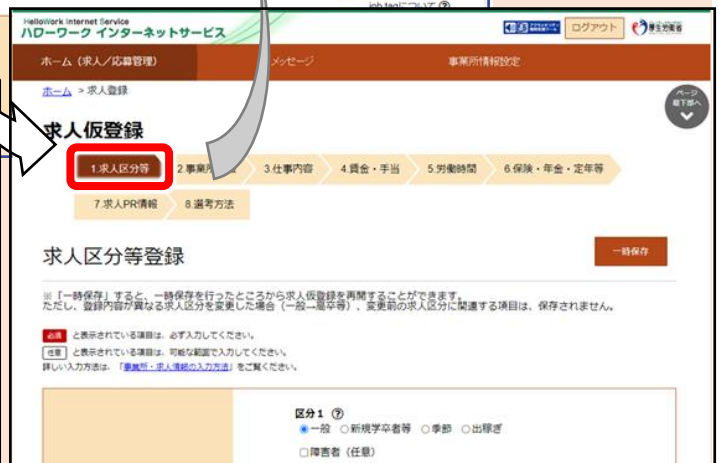 job tagについて ?
HelloWork Internet Service
ハローワーク インターネットサービス
ログアウト 厚生労働省
ホーム（求人／応募管理） メッセージ 事業所情報設定
ホーム > 求人登録
ページ
最下部へ
求人仮登録
1.求人区分等 2.事業所 3.仕事内容 4.賃金・手当 5.労働時間 6.保険・年金・定年等
7.求人PR情報 8.選考方法
求人区分等登録 一時保存
※「一時保存」すると、一時保存を行ったところから求人仮登録を再開することができます。
ただし、登録内容が異なる求人区分を変更した場合（一般→高卒等）、変更前の求人区分に関連する項目は、保存されません。
必須 と表示されている項目は、必ず入力してください。
任意 と表示されている項目は、可能な範囲で入力してください。
詳しい入力方法は、「事業所・求人情報の入力方法」をご覧ください。
区分1 ?
一般 新規学卒者等 季節 出稼ぎ
障害者（任意）